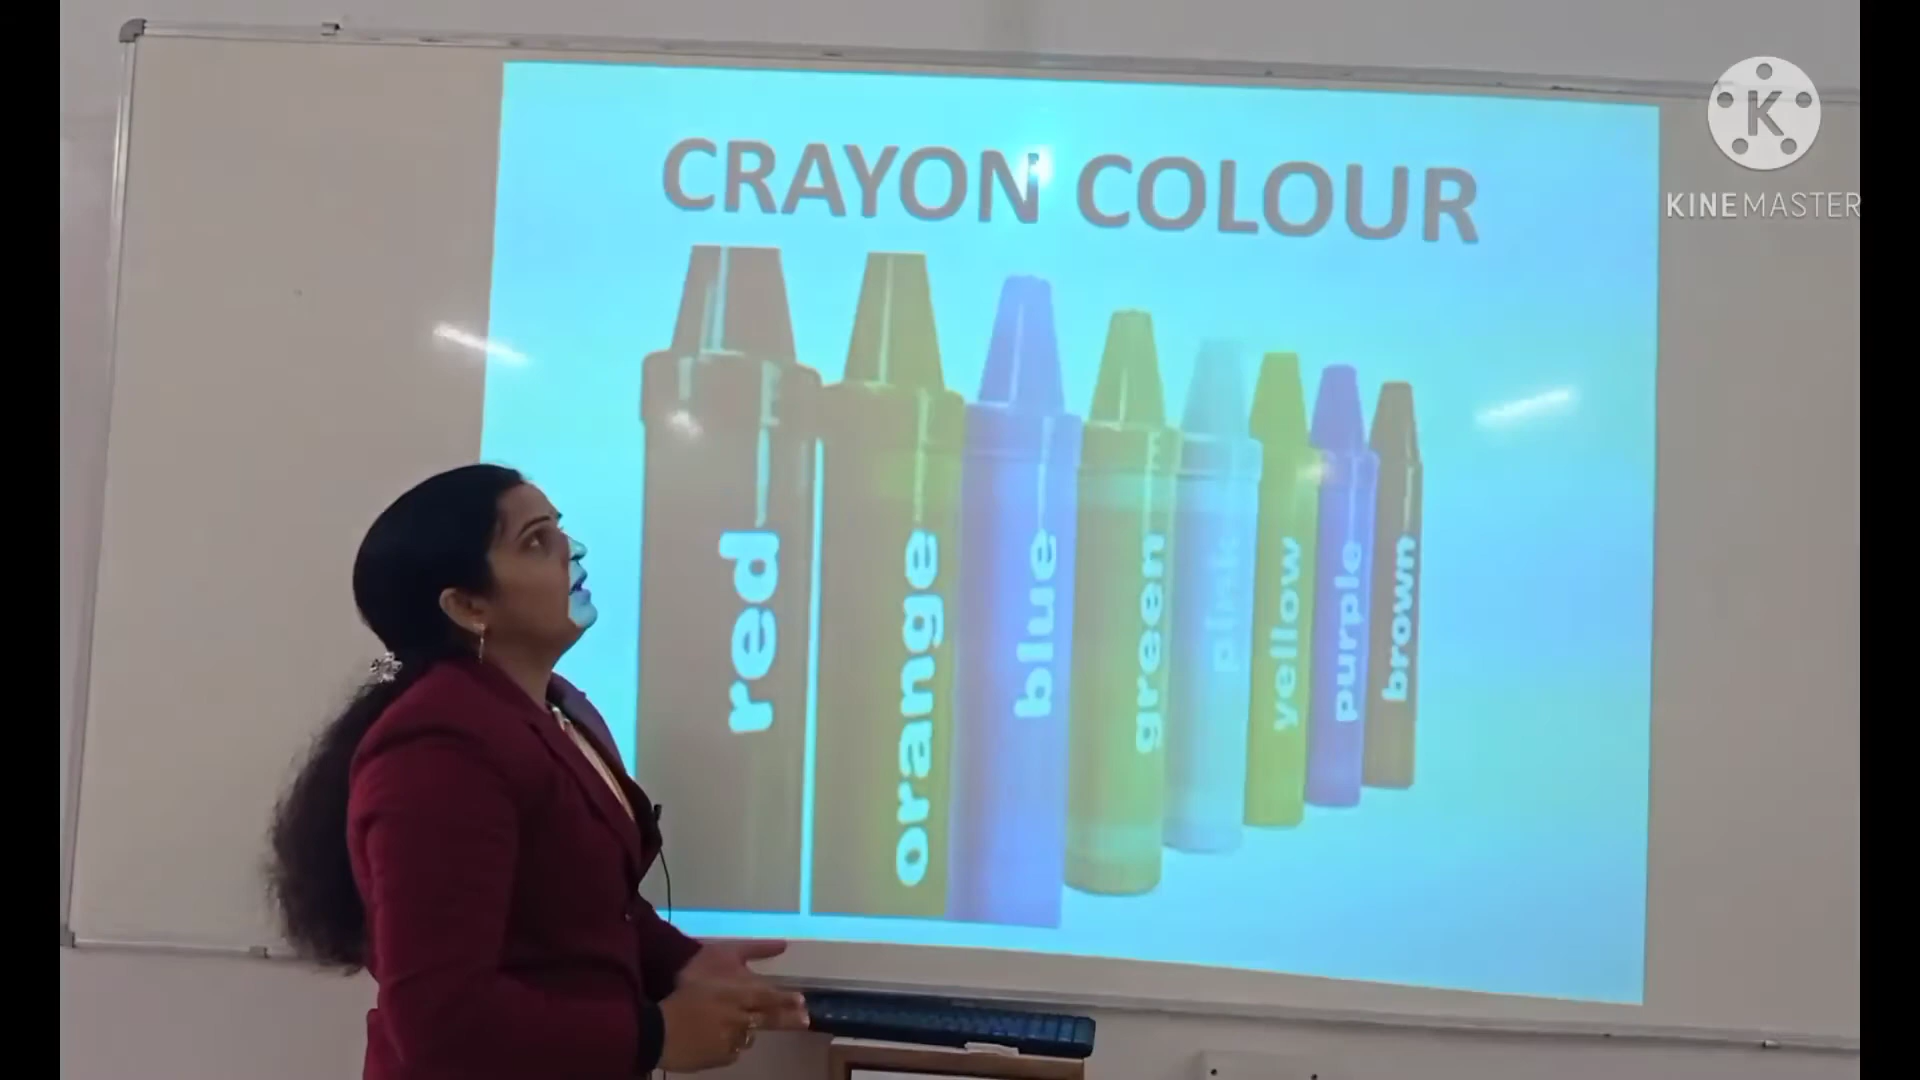 CRAYON COLOUR
red
orange
blue
green
pink
yellow
purple
brown
K
KINEMASTER